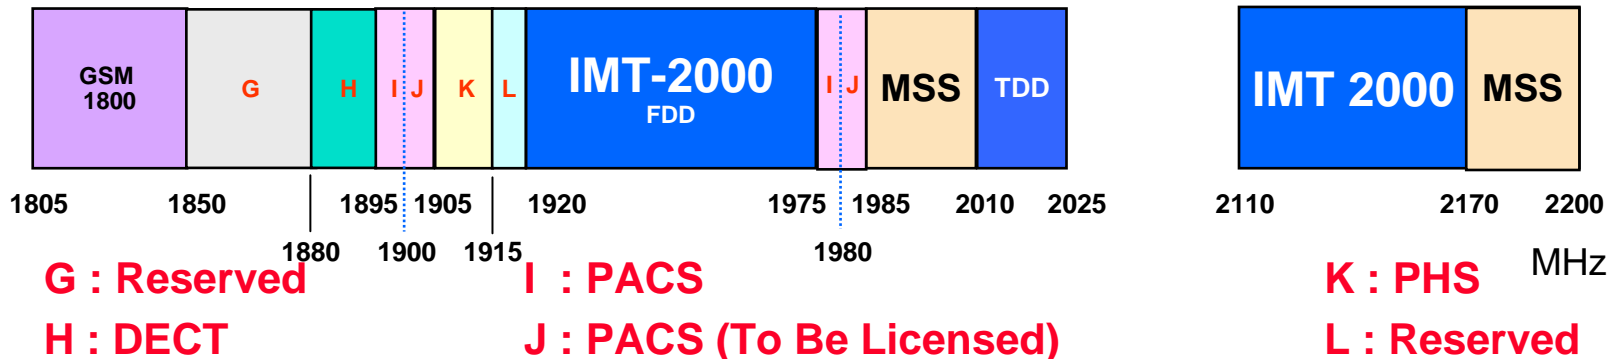 GSM
1800
G
H
I
J
K
L
IMT-2000
FDD
I
J
MSS
TDD
IMT 2000
MSS
1805
1850
1895
1905
1920
1975
1985
2010
2025
2110
2170
2200
1880
1900
1915
1980
MHz
G : Reserved
I : PACS
K : PHS
H : DECT
J : PACS (To Be Licensed)
L : Reserved